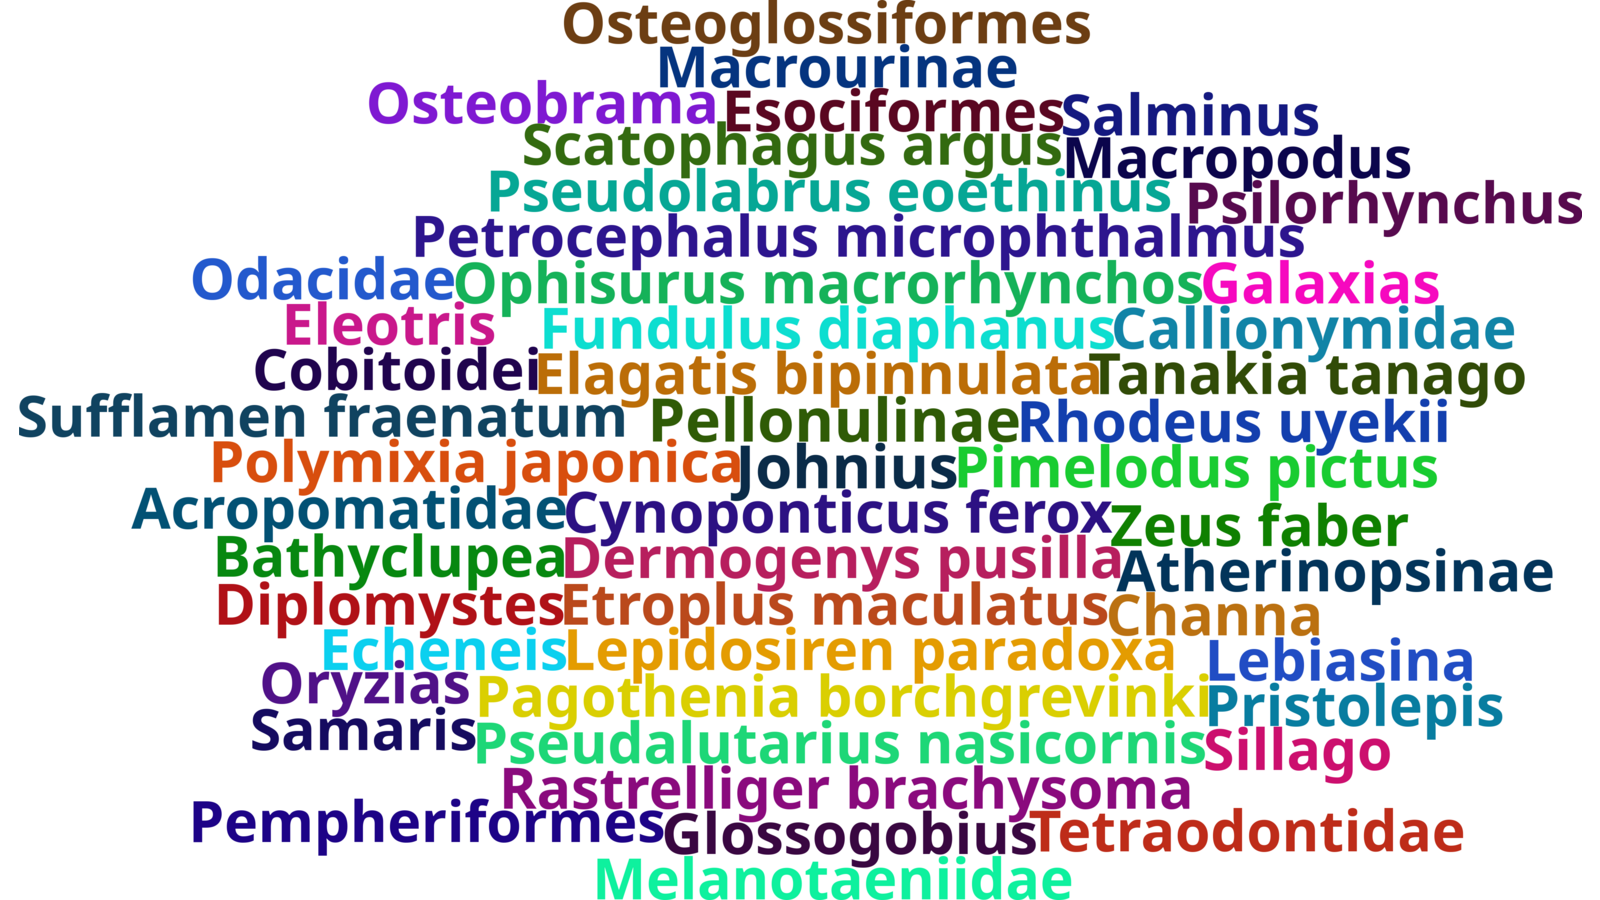 Osteoglossiformes
Macrourinae
Osteobrama Esociformes Salminus
Scatophagus argus Macropodus
Pseudolabrus eoethinus Psilorhynchus
Petrocephalus microphthalmus
Odacidae Ophisurus macrorhynchos Galaxias
Eleotris Fundulus diaphanus Callionymidae
Cobitoidei Elagatis bipinnulata Tanakia tanago
Sufflamen fraenatum Pellonulinae Rhodeus uyekii
Polymixia japonica Johnius Pimelodus pictus
Acropomatidae Cynoponticus ferox Zeus faber
Bathyclupea Dermogenys pusilla Atherinopsinae
Diplomystes Etroplus maculatus Channa
Echeneis Lepidosiren paradoxa Lebiasina
Oryzias Pagothenia borchgrevinki Pristolepis
Samaris Pseudalutarius nasicornis Sillago
Rastrelliger brachysoma
Pempheriformes Glossogobius Tetraodontidae
Melanotaeniidae